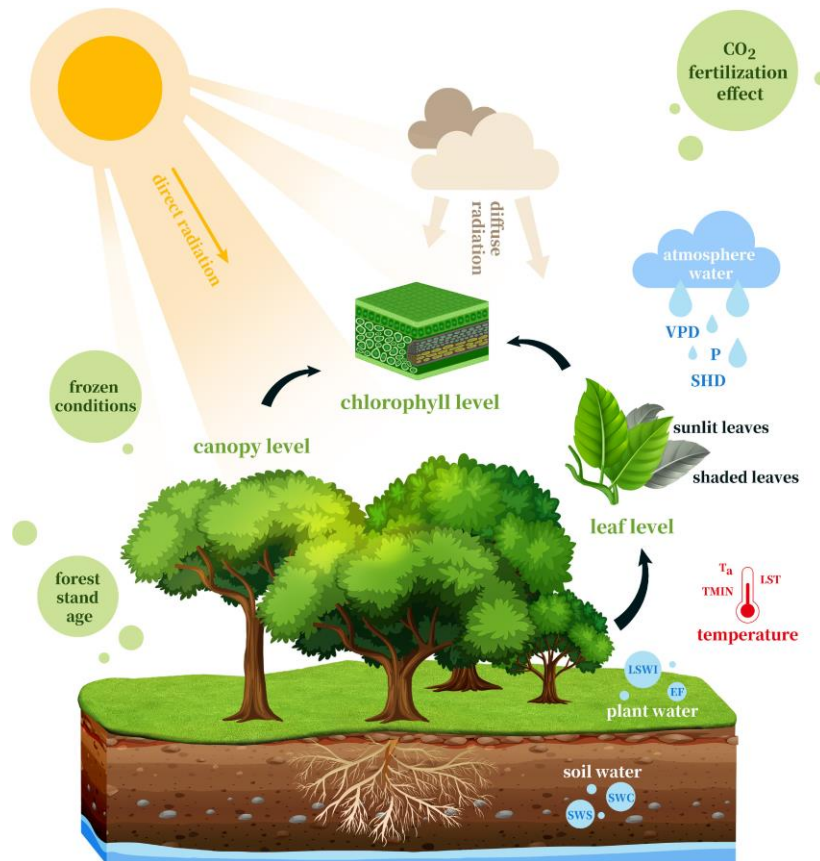 CO₂
fertilization
effect
direct radiation
diffuse
radiation
atmosphere
water
VPD
P
SHD
frozen
conditions
chlorophyll level
canopy level
sunlit leaves
shaded leaves
leaf level
forest
stand
age
Ta
TMIN
LST
temperature
LSWI
EF
plant water
soil water
SWC
SWS